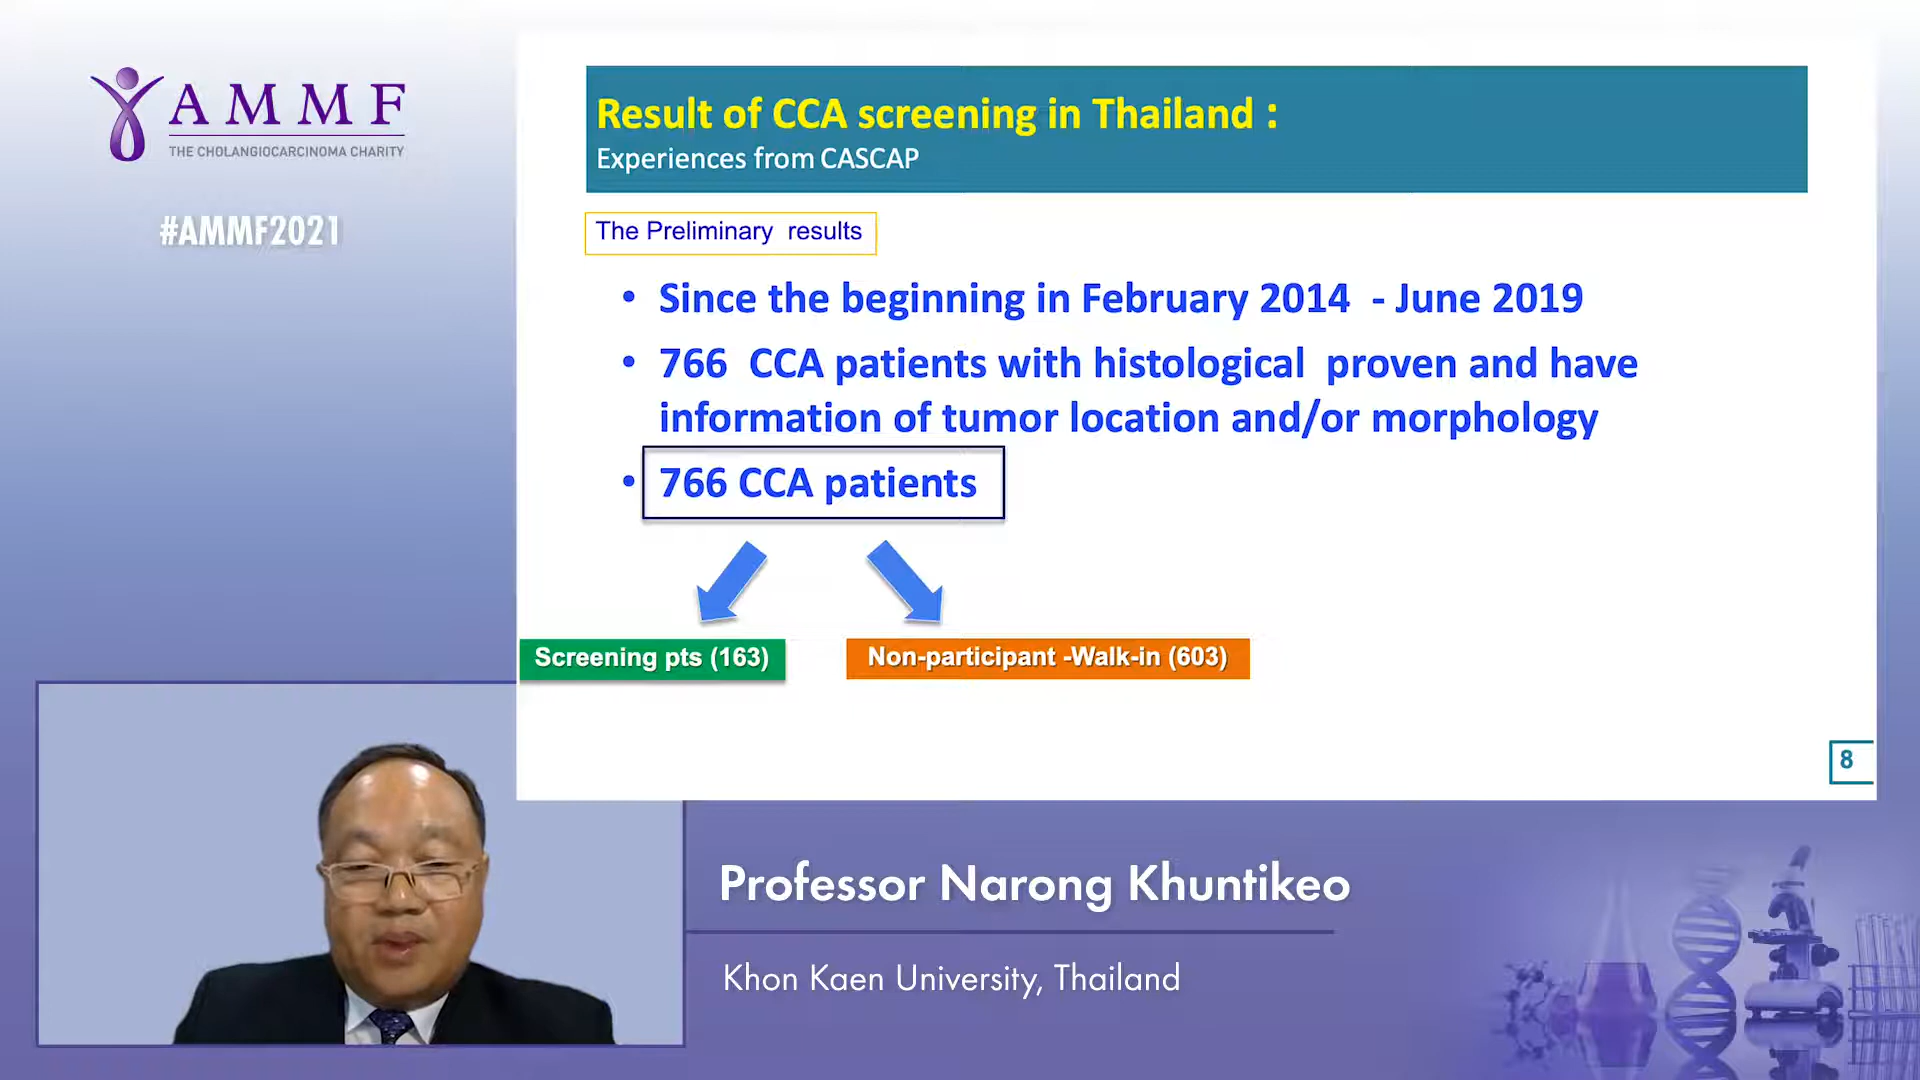 AMMF
THE CHOLANGIOCARCINOMA CHARITY
#AMMF2021
Result of CCA screening in Thailand :
Experiences from CASCAP
The Preliminary results
• Since the beginning in February 2014 - June 2019
• 766 CCA patients with histological proven and have
information of tumor location and/or morphology
• 766 CCA patients
Screening pts (163)
Non-participant -Walk-in (603)
8
Professor Narong Khuntikeo
Khon Kaen University, Thailand